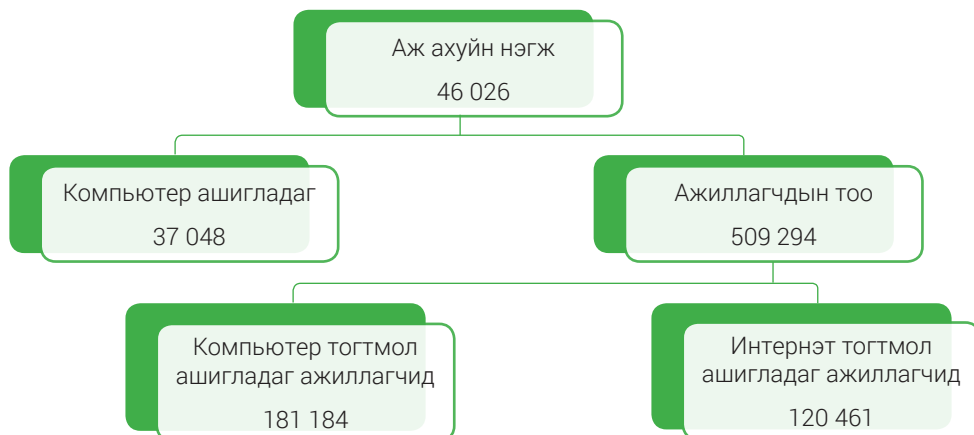 Аж ахуйн нэгж
46 026
Компьютер ашигладаг
37 048
Ажиллагчдын тоо
509 294
Компьютер тогтмол
ашигладаг ажиллагчид
181 184
Интернэт тогтмол
ашигладаг ажиллагчид
120 461